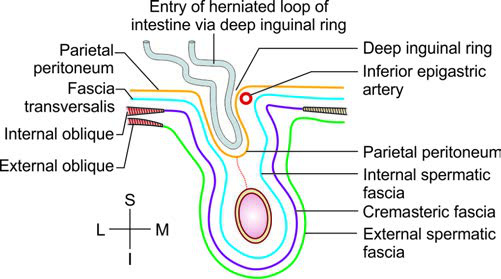 Entry of herniated loop of
intestine via deep inguinal ring
Parietal
peritoneum
Fascia
transversalis
Internal oblique
External oblique
Deep inguinal ring
Inferior epigastric
artery
Parietal peritoneum
Internal spermatic
fascia
Cremasteric fascia
External spermatic
fascia
S
L M
I